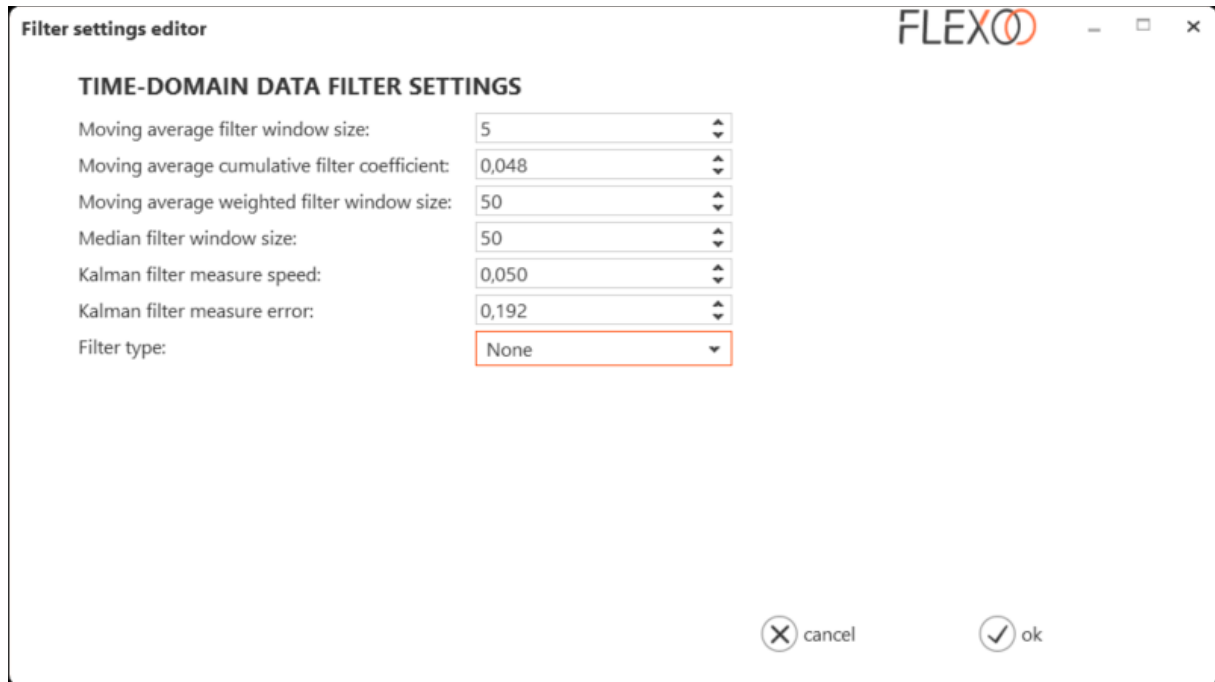 Filter settings editor
FLEXOO
TIME-DOMAIN DATA FILTER SETTINGS
Moving average filter window size: 5
Moving average cumulative filter coefficient: 0,048
Moving average weighted filter window size: 50
Median filter window size: 50
Kalman filter measure speed: 0,050
Kalman filter measure error: 0,192
Filter type: None
cancel ok